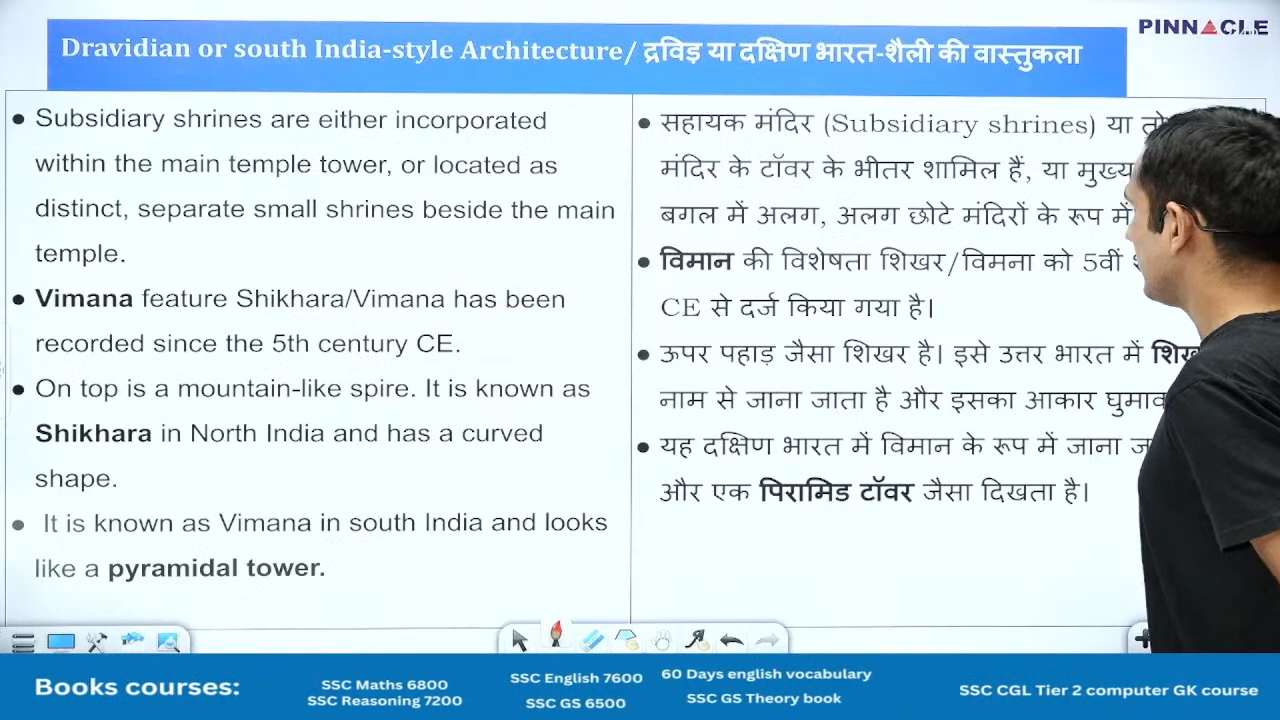 PINNACLE
Dravidian or south India-style Architecture/ द्रविड़ या दक्षिण भारत-शैली की वास्तुकला
• Subsidiary shrines are either incorporated
within the main temple tower, or located as
distinct, separate small shrines beside the main
temple.
• Vimana feature Shikhara/Vimana has been
recorded since the 5th century CE.
• On top is a mountain-like spire. It is known as
Shikhara in North India and has a curved
shape.
• It is known as Vimana in south India and looks
like a pyramidal tower.
• सहायक मंदिर (Subsidiary shrines) या तो
मंदिर के टॉवर के भीतर शामिल हैं, या मुख्य
बगल में अलग, अलग छोटे मंदिरों के रूप में
• विमान की विशेषता शिखर/विमना को 5वीं
CE से दर्ज किया गया है।
• ऊपर पहाड़ जैसा शिखर है। इसे उत्तर भारत में
नाम से जाना जाता है और इसका आकार
• यह दक्षिण भारत में विमान के रूप में जाना
और एक पिरामिड टॉवर जैसा दिखता है।
Books courses:
SSC Maths 6800
SSC Reasoning 7200
SSC English 7600
SSC GS 6500
60 Days english vocabulary
SSC GS Theory book
SSC CGL Tier 2 computer GK course